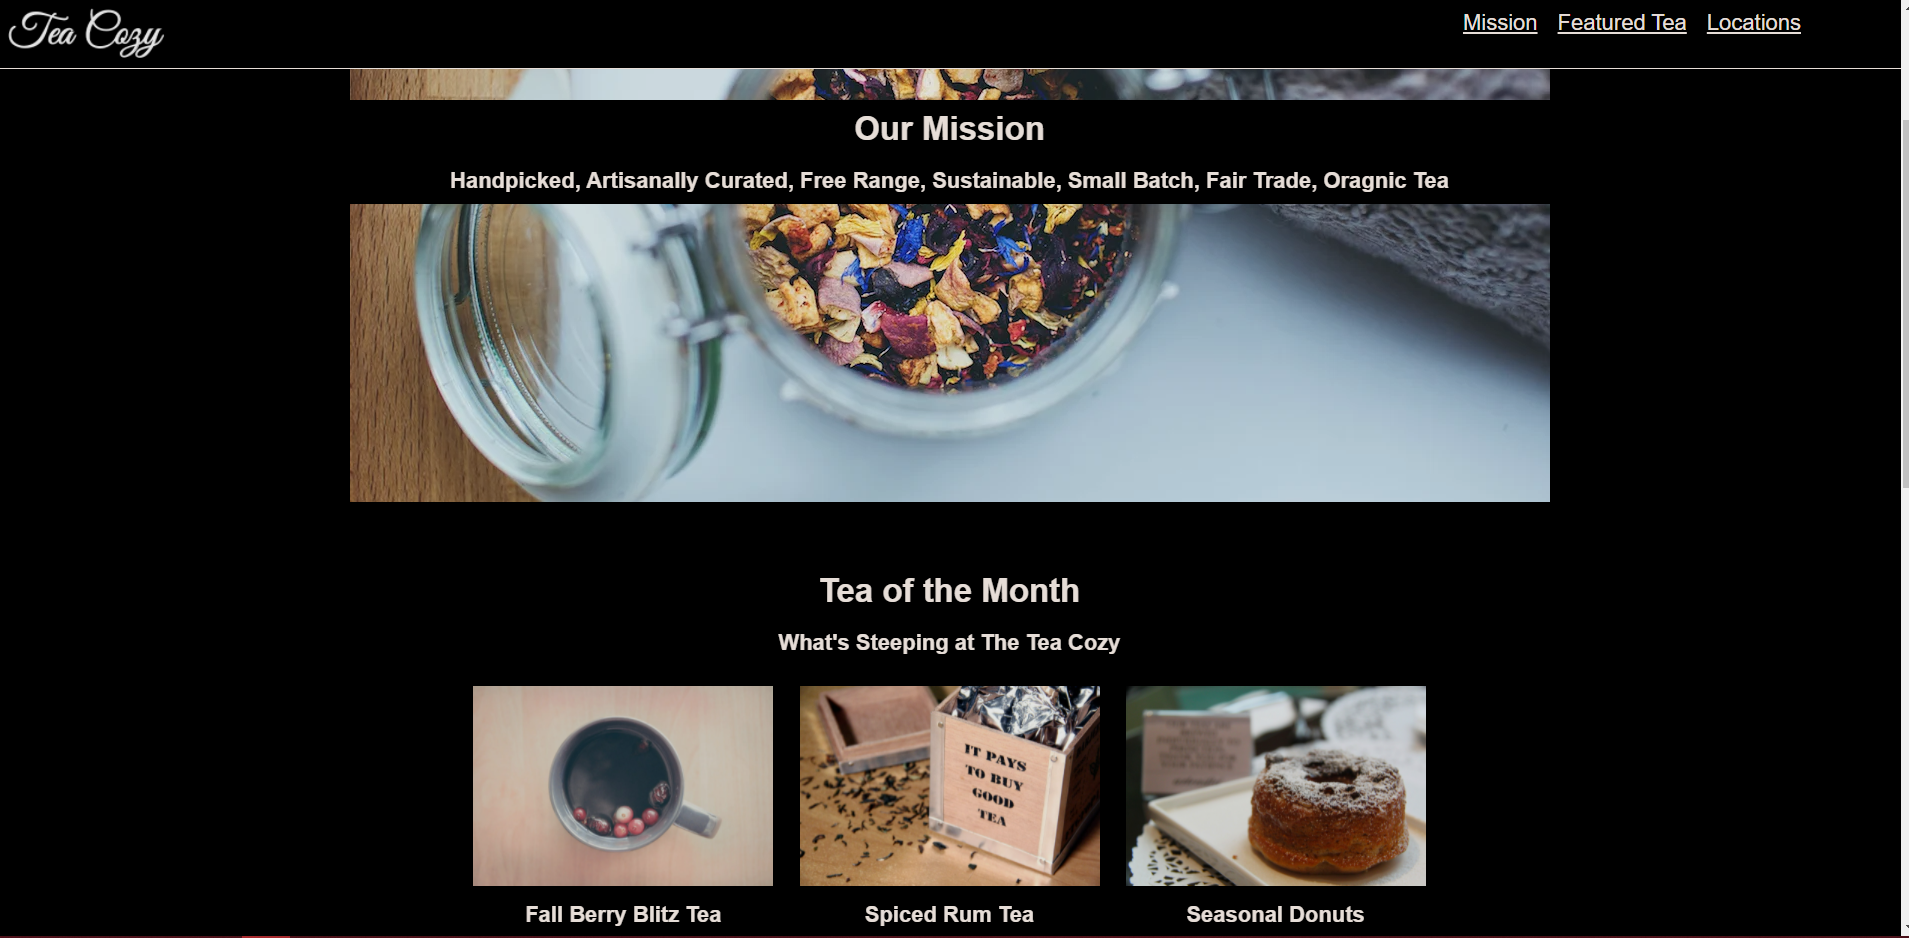 Tea Cozy
Mission Featured Tea Locations
Our Mission
Handpicked, Artisanally Curated, Free Range, Sustainable, Small Batch, Fair Trade, Oragnic Tea
Tea of the Month
What's Steeping at The Tea Cozy
IT PAYS
TO BUY
GOOD
TEA
Fall Berry Blitz Tea
Spiced Rum Tea
Seasonal Donuts